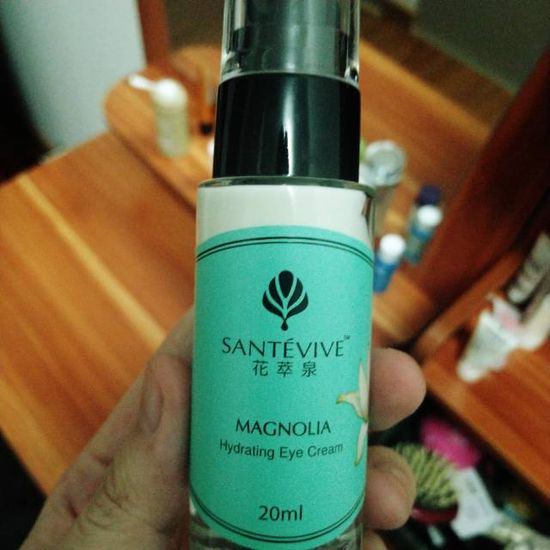 SANTÉVIVE™
花萃泉
MAGNOLIA
Hydrating Eye Cream
20ml